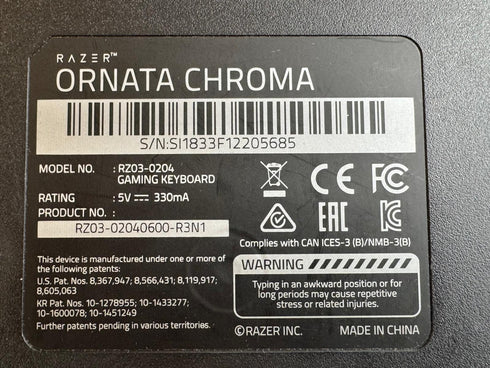 RAZER™
ORNATA CHROMA
S/N:SI1833F12205685
MODEL NO. : RZ03-0204
GAMING KEYBOARD
RATING : 5V ⎓ 330mA
PRODUCT NO. :
RZ03-02040600-R3N1
This device is manufactured under one or more of
the following patents:
U.S. Pat. Nos. 8,367,947; 8,566,431; 8,119,917;
8,605,063
KR Pat. Nos. 10-1278955; 10-1433277;
10-1600078; 10-1451249
Further patents pending in various territories.
CE FC
EAC
Complies with CAN ICES-3 (B)/NMB-3(B)
WARNING
Typing in an awkward position or for
long periods may cause repetitive
stress or related injuries.
©RAZER INC. MADE IN CHINA